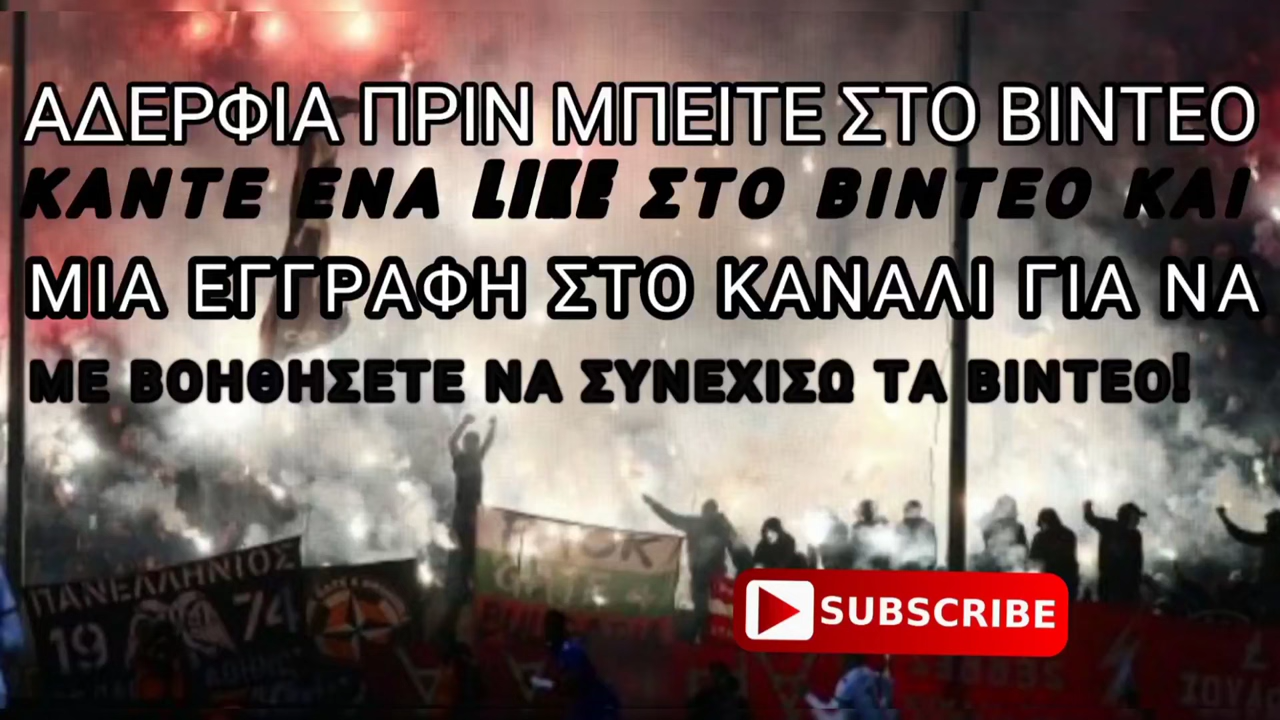 ΑΔΕΡΦΙΑ ΠΡΙΝ ΜΠΕΙΤΕ ΣΤΟ ΒΙΝΤΕΟ
ΚΑΝΤΕ ΕΝΑ LIKE ΣΤΟ ΒΙΝΤΕΟ ΚΑΙ
ΜΙΑ ΕΓΓΡΑΦΗ ΣΤΟ ΚΑΝΑΛΙ ΓΙΑ ΝΑ
ΜΕ ΒΟΗΘΗΣΕΤΕ ΝΑ ΣΥΝΕΧΙΣΩ ΤΑ ΒΙΝΤΕΟ!
ΠΑΝΕΛΛΗΝΙΟΣ
19 74
SUBSCRIBE